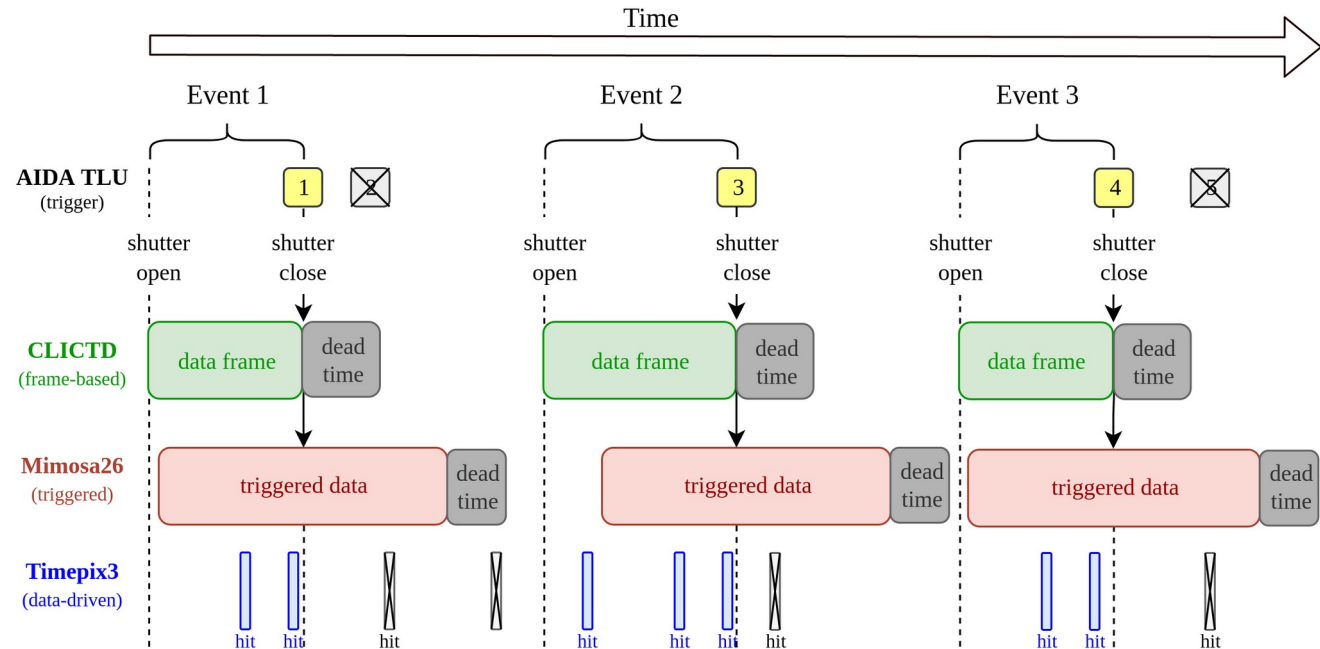 Time
Event 1 Event 2 Event 3
AIDA TLU
(trigger)
1 2 3 4 5
shutter shutter shutter shutter shutter shutter
open close open close open close
CLICTD
(frame-based)
data frame dead data frame dead data frame dead
time time time
Mimosa26
(triggered)
triggered data dead triggered data dead triggered data dead
time time time
Timepix3
(data-driven)
hit hit hit hit hit hit hit hit hit hit